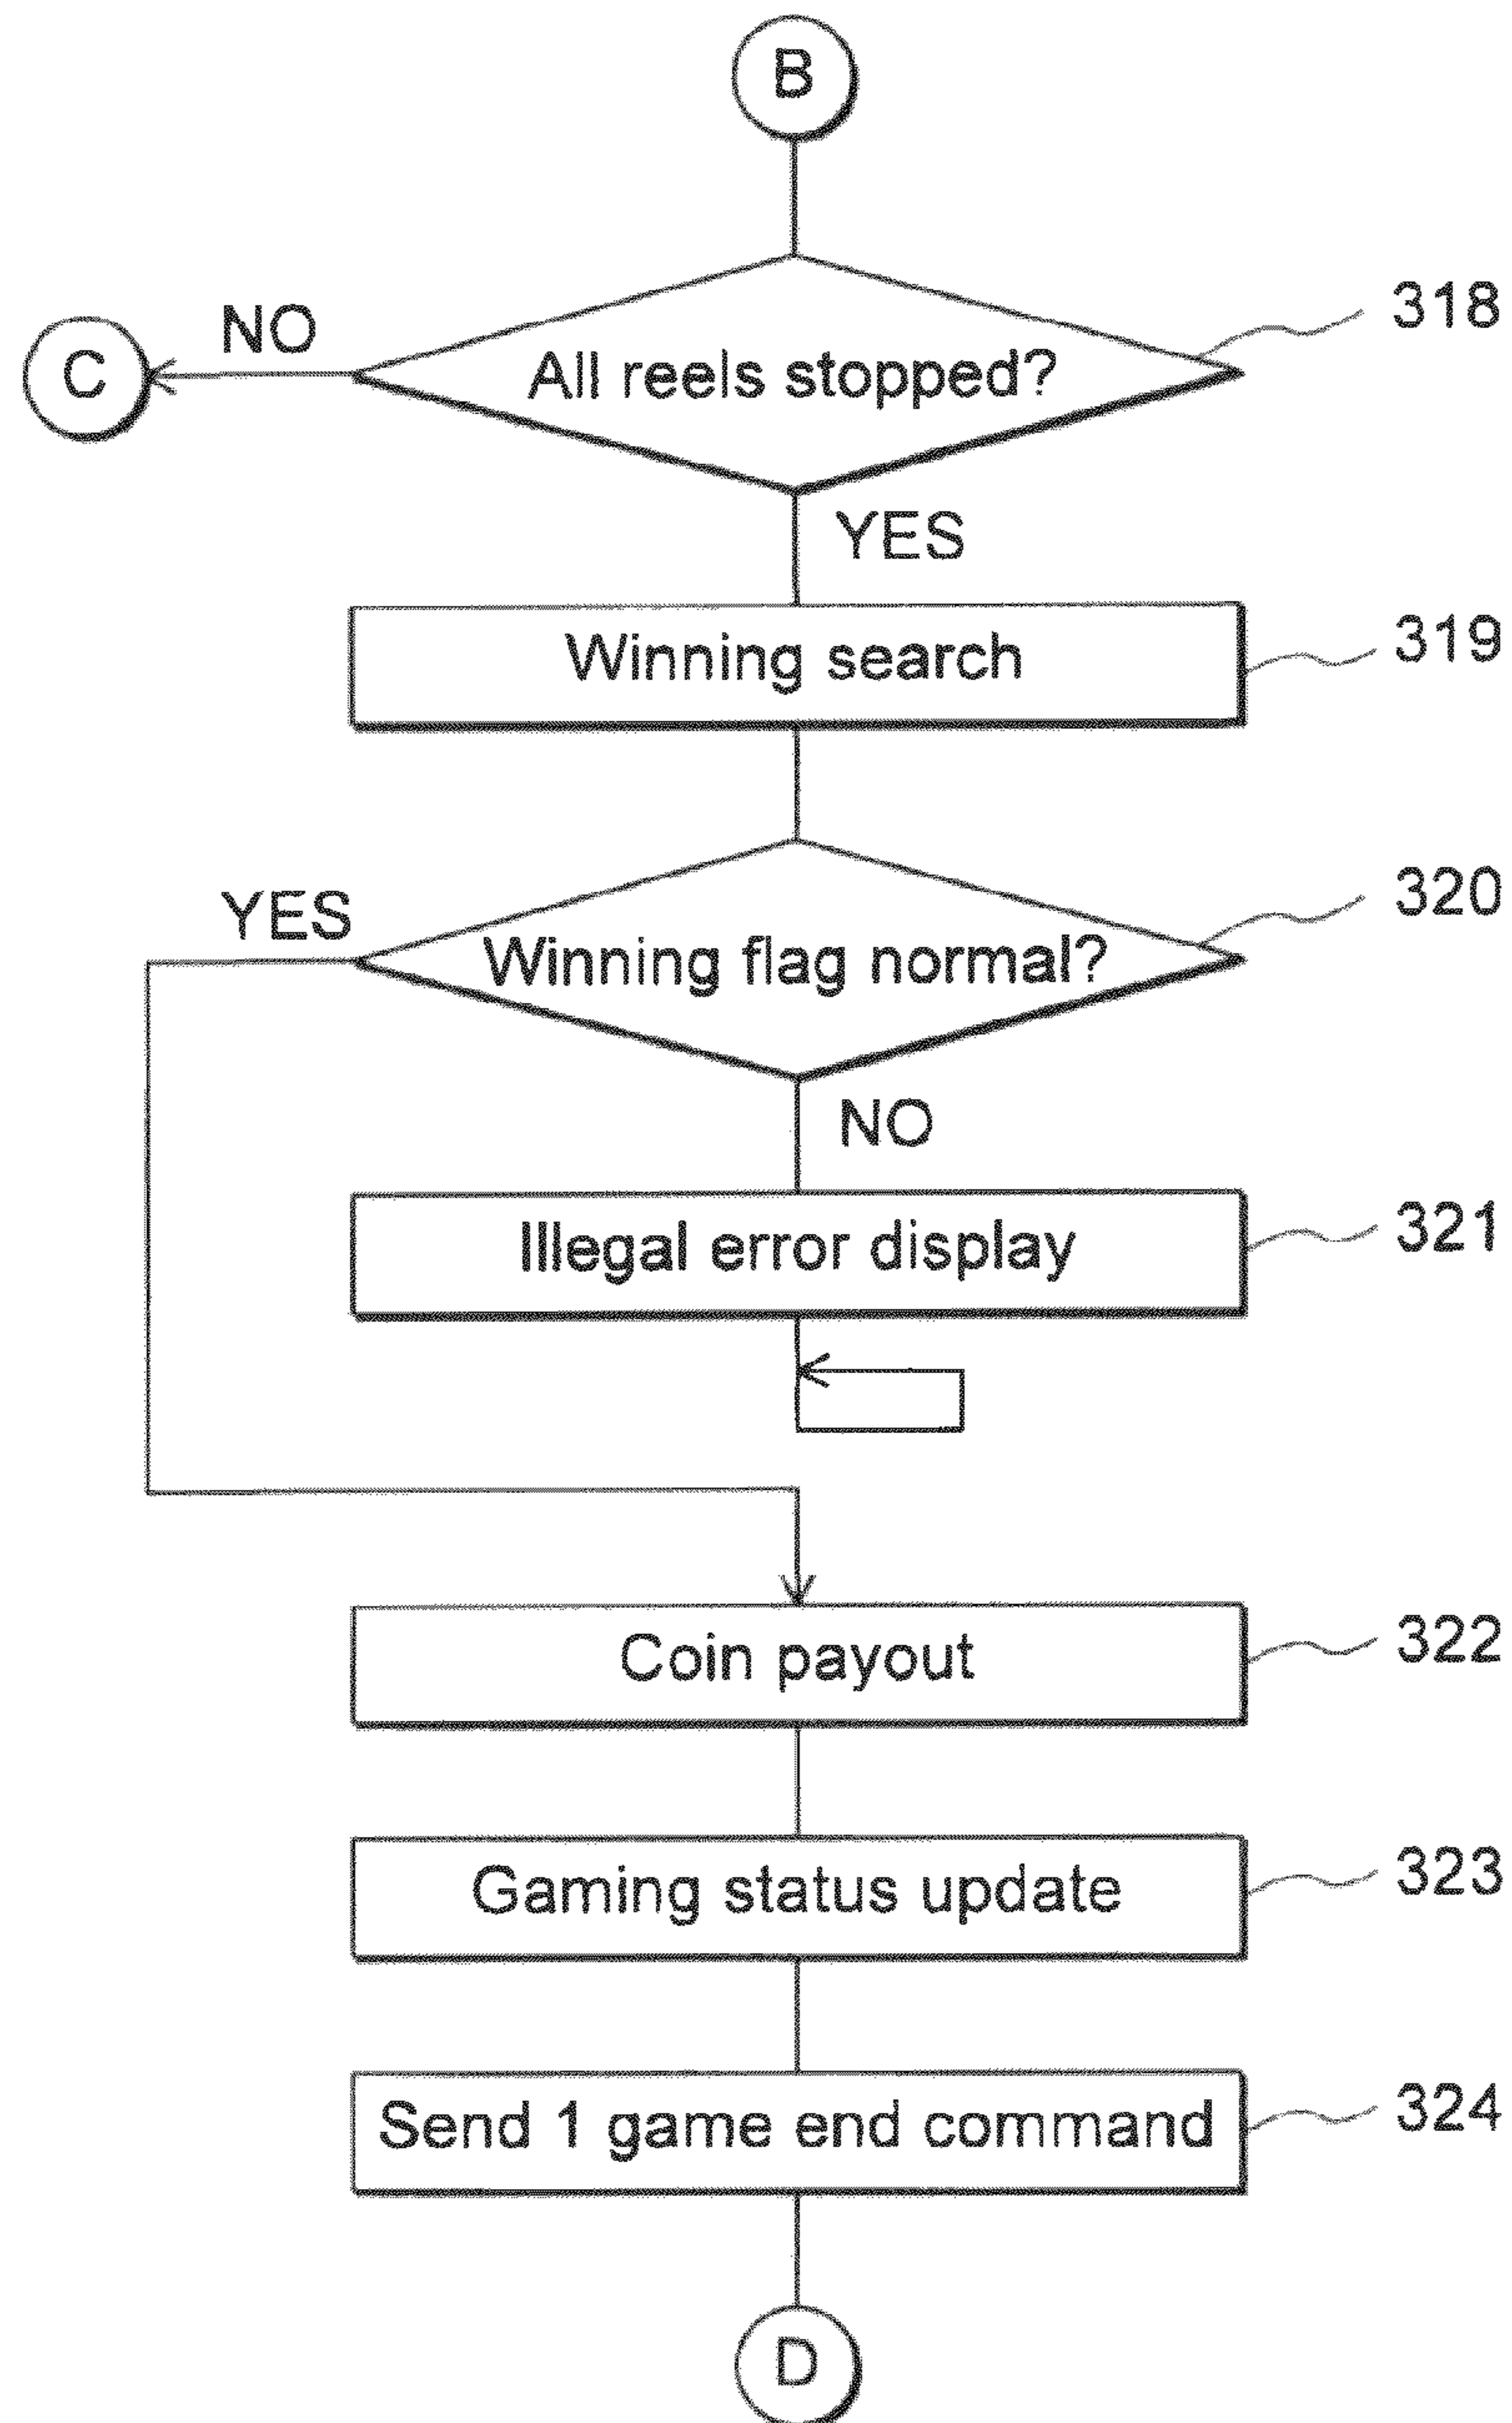 B
318
NO
C
All reels stopped?
YES
319
Winning search
320
YES
Winning flag normal?
NO
321
Illegal error display
322
Coin payout
323
Gaming status update
324
Send 1 game end command
D